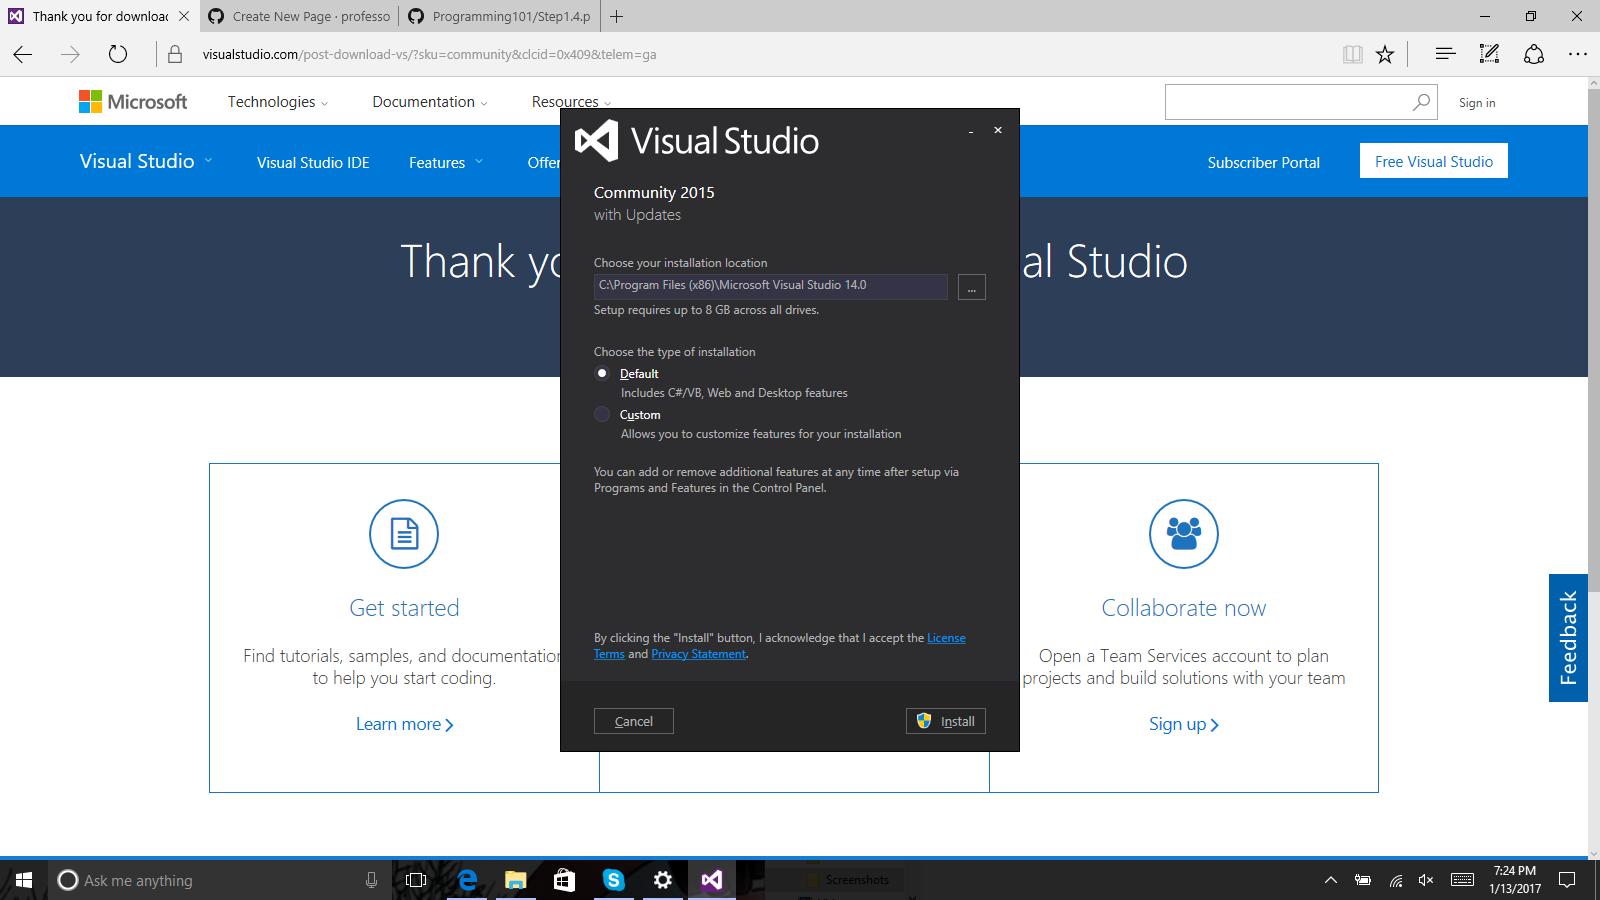 Thank you for downloac
Create New Page · professo
Programming101/Step1.4.p
visualstudio.com/post-download-vs/?sku=community&clcid=0x409&telem=ga
Microsoft
Technologies
Documentation
Resources
Sign in
Visual Studio
Visual Studio IDE
Features
Offer
Subscriber Portal
Free Visual Studio
Thank yo
al Studio
Visual Studio
Community 2015
with Updates
Choose your installation location
C:\Program Files (x86)\Microsoft Visual Studio 14.0
...
Setup requires up to 8 GB across all drives.
Choose the type of installation
Default
Includes C#/VB, Web and Desktop features
Custom
Allows you to customize features for your installation
You can add or remove additional features at any time after setup via
Programs and Features in the Control Panel.
By clicking the "Install" button, I acknowledge that I accept the License
Terms and Privacy Statement.
Cancel
Install
Get started
Find tutorials, samples, and documentation
to help you start coding.
Learn more
Collaborate now
Open a Team Services account to plan
projects and build solutions with your team
Sign up
Feedback
Ask me anything
Screenshots
7:24 PM
1/13/2017